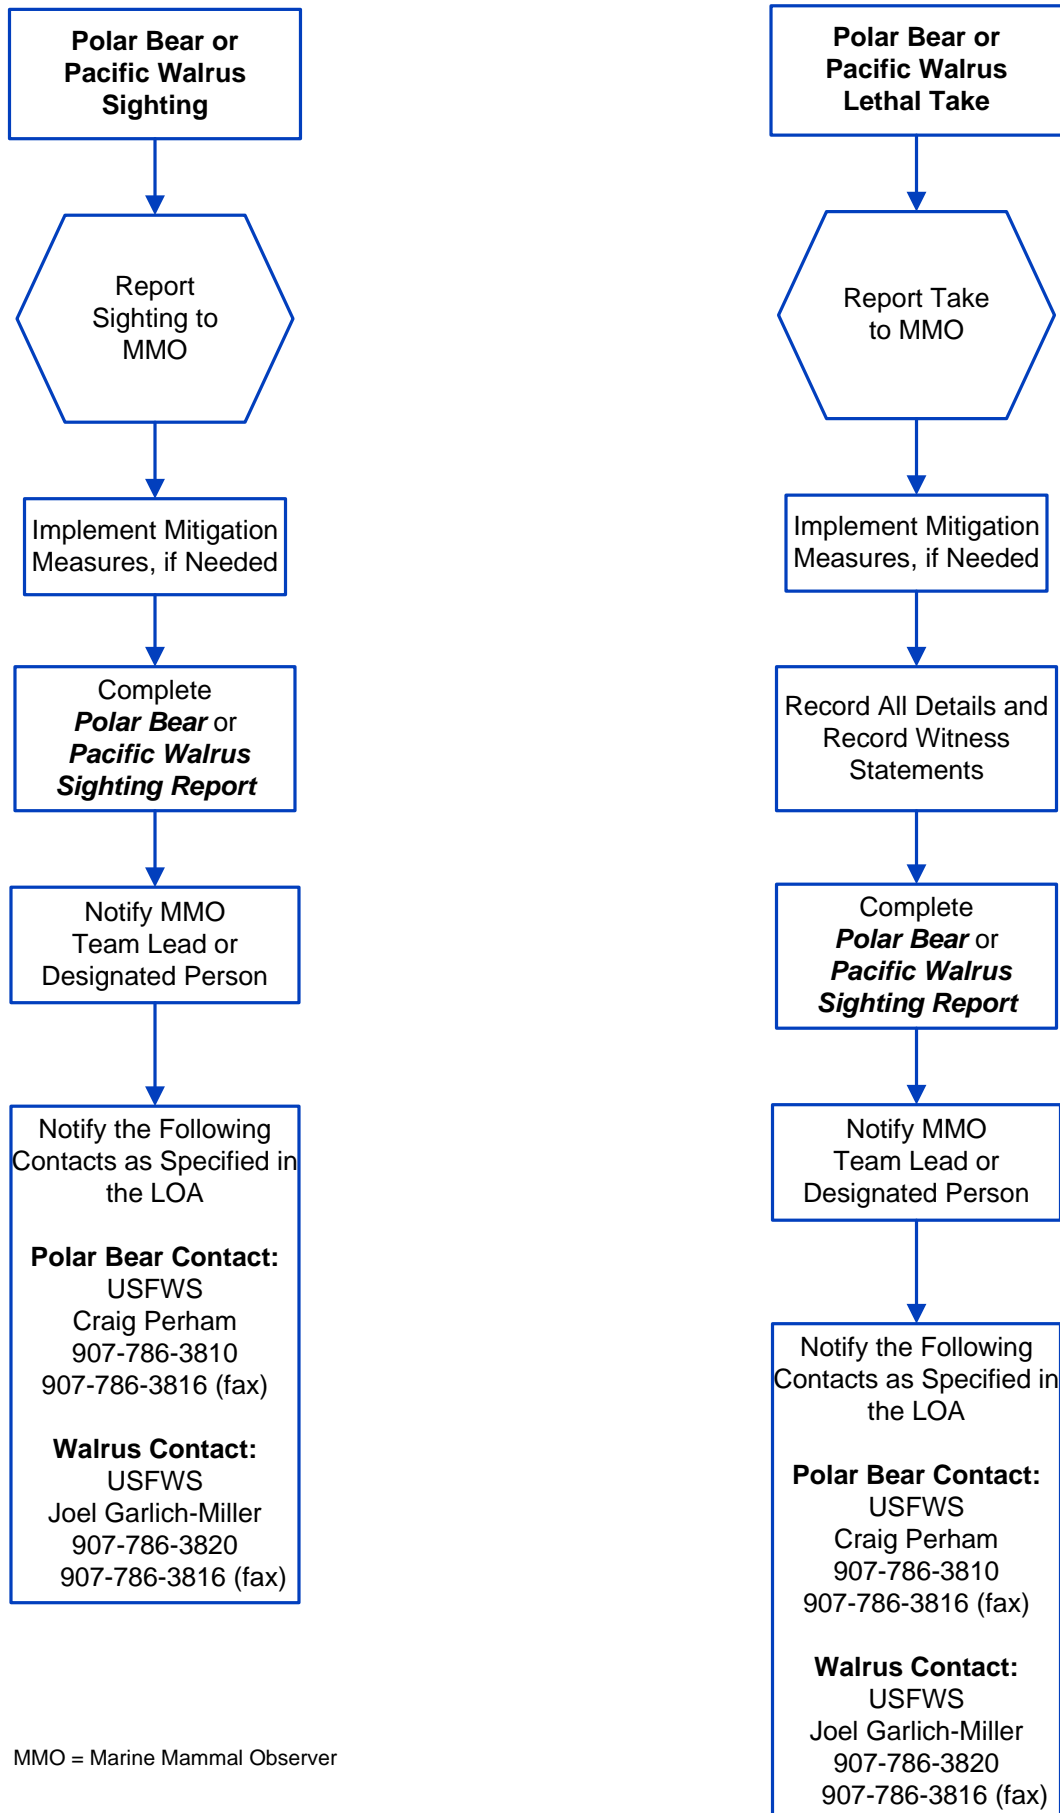 Polar Bear or
Pacific Walrus
Sighting
Report
Sighting to
MMO
Implement Mitigation
Measures, if Needed
Complete
Polar Bear or
Pacific Walrus
Sighting Report
Notify MMO
Team Lead or
Designated Person
Notify the Following
Contacts as Specified in
the LOA
Polar Bear Contact:
USFWS
Craig Perham
907-786-3810
907-786-3816 (fax)
Walrus Contact:
USFWS
Joel Garlich-Miller
907-786-3820
907-786-3816 (fax)
MMO = Marine Mammal Observer
Polar Bear or
Pacific Walrus
Lethal Take
Report Take
to MMO
Implement Mitigation
Measures, if Needed
Record All Details and
Record Witness
Statements
Complete
Polar Bear or
Pacific Walrus
Sighting Report
Notify MMO
Team Lead or
Designated Person
Notify the Following
Contacts as Specified in
the LOA
Polar Bear Contact:
USFWS
Craig Perham
907-786-3810
907-786-3816 (fax)
Walrus Contact:
USFWS
Joel Garlich-Miller
907-786-3820
907-786-3816 (fax)